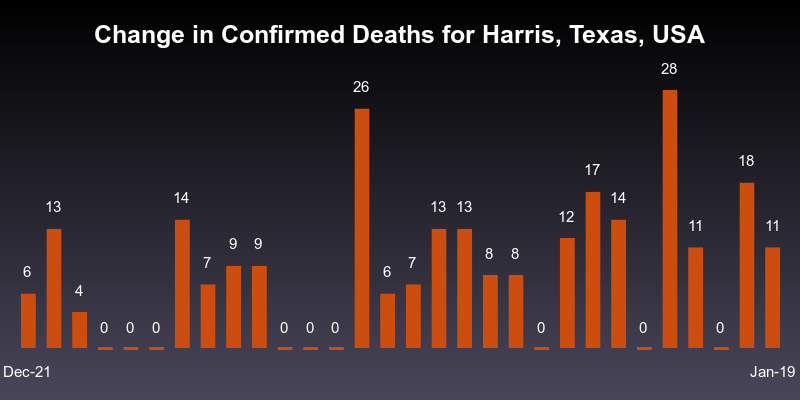 Change in Confirmed Deaths for Harris, Texas, USA
6 13 4 0 0 0 14 7 9 9 0 0 0 26 6 7 13 13 8 8 0 12 17 14 0 28 11 0 18 11
Dec-21 Jan-19